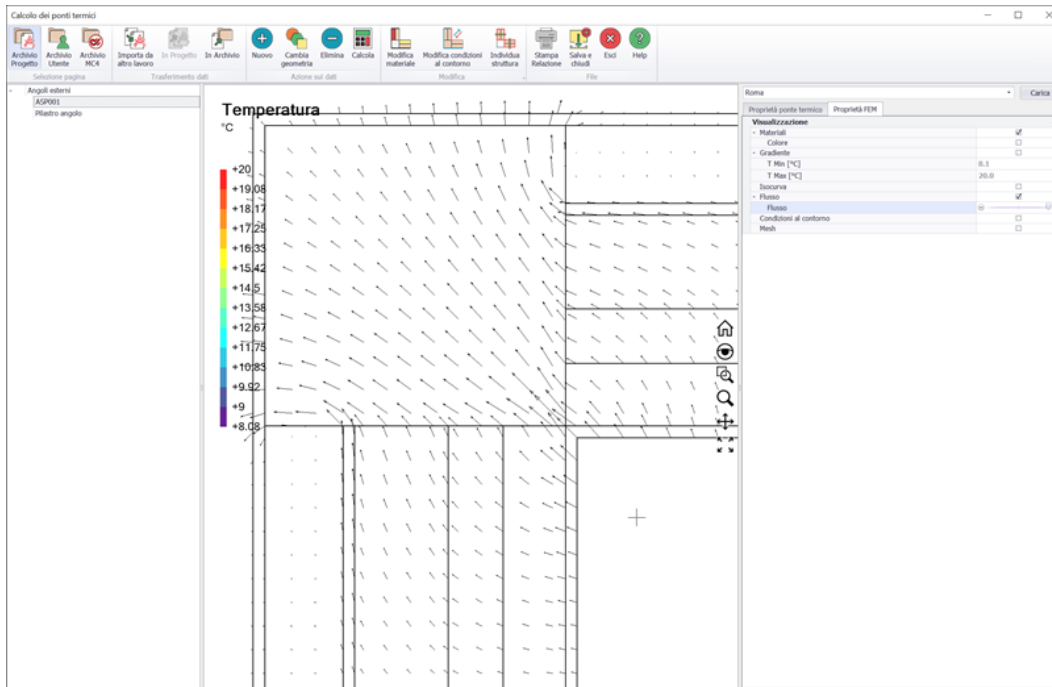 Calcolo dei ponti termici
Archivio Progetto
Archivio Utente
Archivio MC4
Importa da altro lavoro
In Progetto
In Archivio
Nuovo
Cambia geometria
Elimina
Calcola
Modifica materiale
Modifica condizioni al contorno
Individua struttura
Stampa Relazione
Salva e chiudi
Esci
Help
Selezione pagina
Trasferimento dati
Azione sui dati
Modifica
File
Angoli esterni
ASP001
Pilastro angolo
Temperatura
°C
+20
+19.08
+18.17
+17.25
+16.33
+15.42
+14.5
+13.58
+12.67
+11.75
+10.83
+9.92
+9
+8.08
Roma
Carica
Proprietà ponte termico
Proprietà FEM
Visualizzazione
Materiali
Colore
Gradiente
T Min [°C] 8.1
T Max [°C] 20.0
Isocurva
Flusso
Flusso
Condizioni al contorno
Mesh